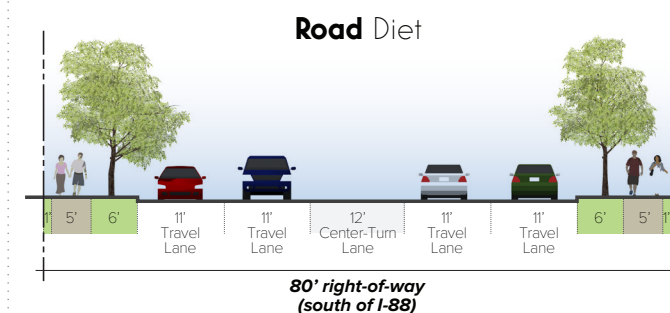 Road Diet
1' 5' 6' 11' 11' 12' 11' 11' 6' 5' 1'
Travel Travel Center-Turn Travel Travel
Lane Lane Lane Lane Lane
80' right-of-way
(south of I-88)